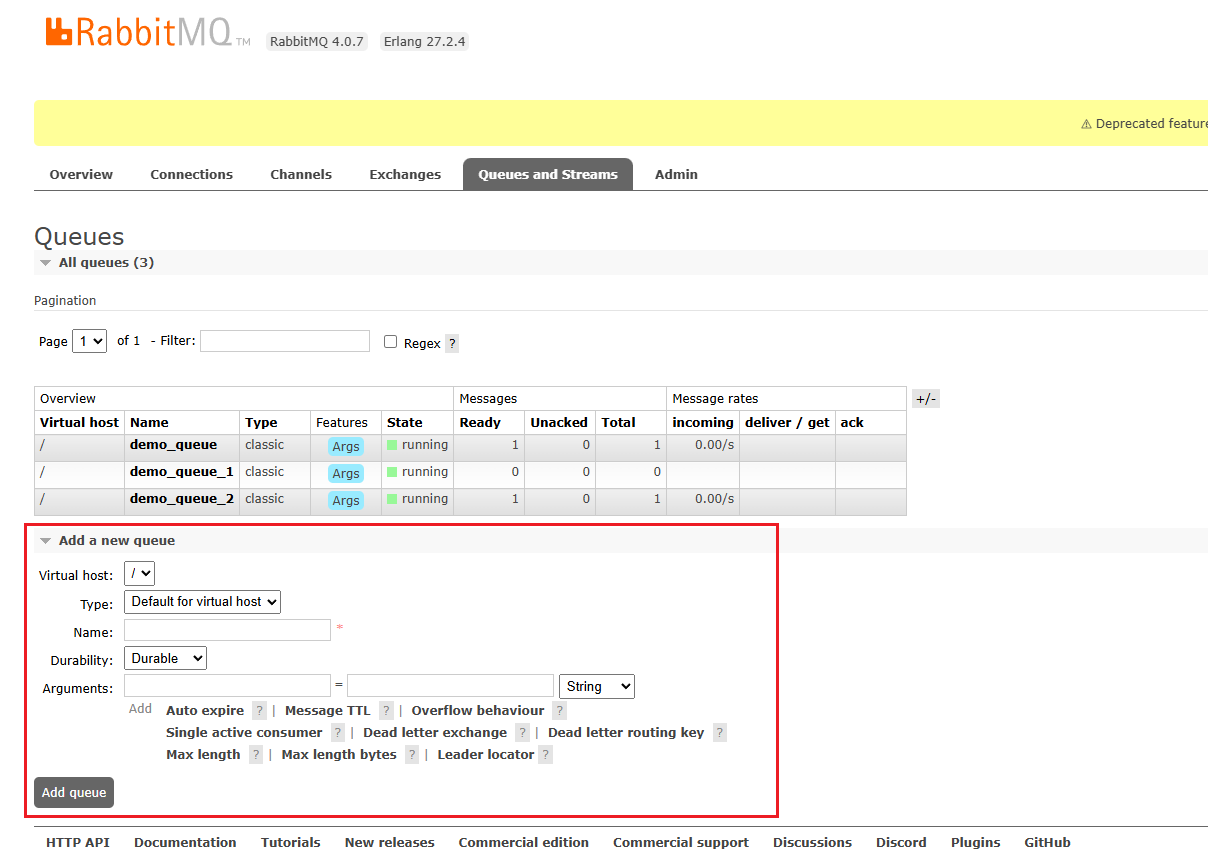 RabbitMQ TM RabbitMQ 4.0.7 Erlang 27.2.4
⚠ Deprecated feature
Overview Connections Channels Exchanges Queues and Streams Admin
Queues
All queues (3)
Pagination
Page 1 of 1 - Filter: Regex ?
Overview Messages Message rates +/-
Virtual host Name Type Features State Ready Unacked Total incoming deliver / get ack
/ demo_queue classic Args running 1 0 1 0.00/s
/ demo_queue_1 classic Args running 0 0 0
/ demo_queue_2 classic Args running 1 0 1 0.00/s
Add a new queue
Virtual host: /
Type: Default for virtual host
Name: *
Durability: Durable
Arguments: = String
Add Auto expire ? | Message TTL ? | Overflow behaviour ?
Single active consumer ? | Dead letter exchange ? | Dead letter routing key ?
Max length ? | Max length bytes ? | Leader locator ?
Add queue
HTTP API Documentation Tutorials New releases Commercial edition Commercial support Discussions Discord Plugins GitHub